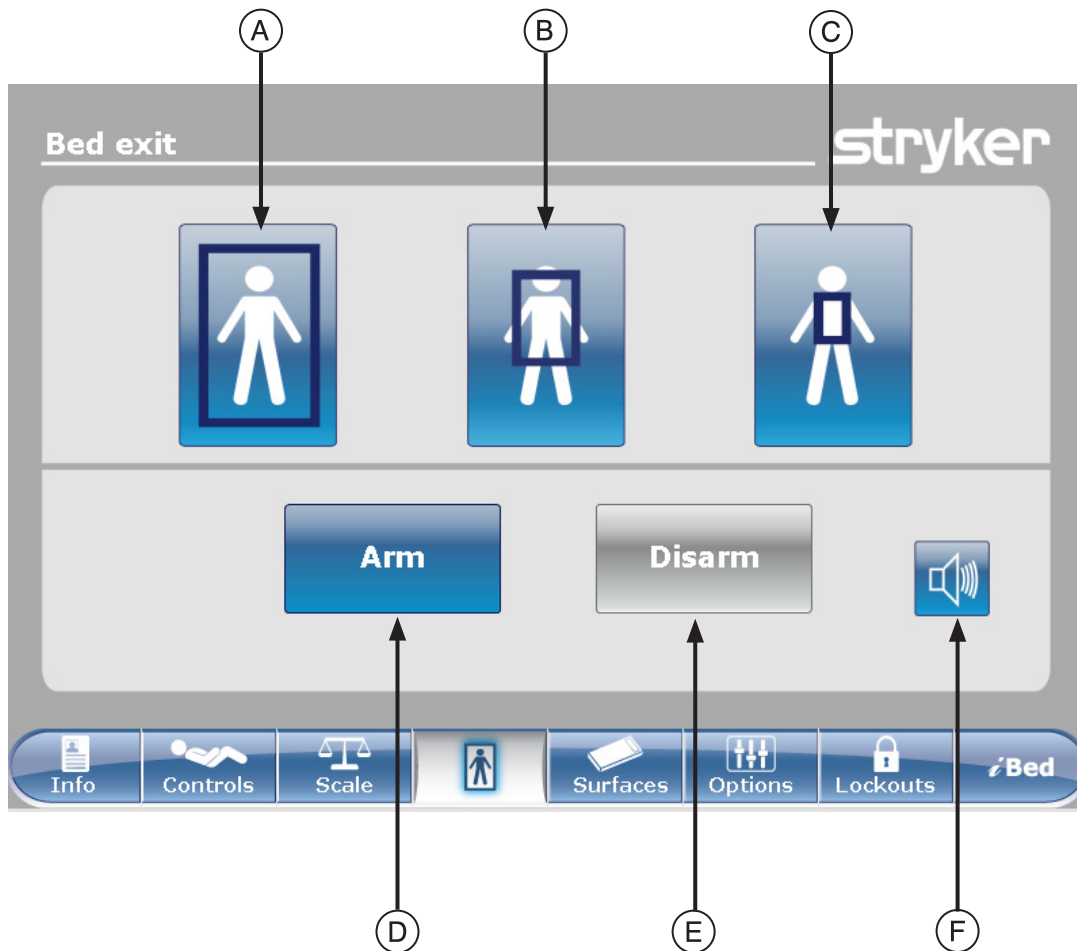 A B C
Bed exit
stryker
Arm
Disarm
Info
Controls
Scale
Surfaces
Options
Lockouts
iBed
D E F